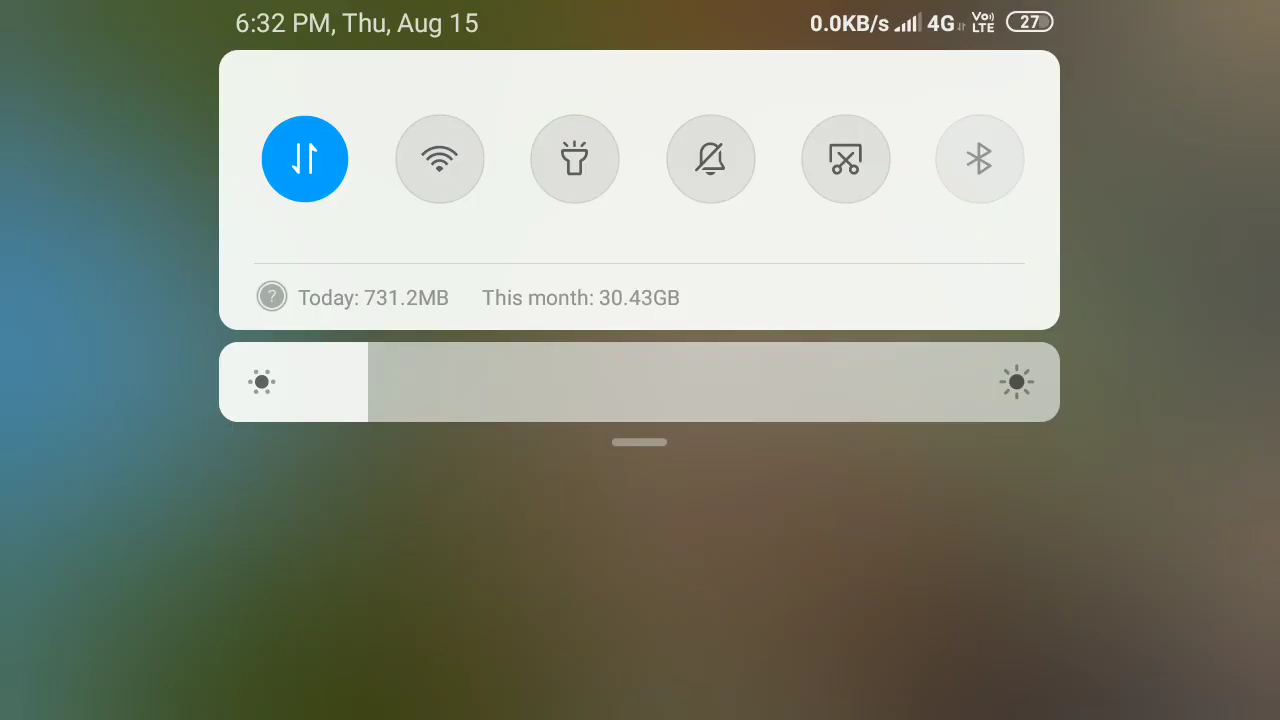 6:32 PM, Thu, Aug 15 0.0KB/s 4G Vo) LTE 27
Today: 731.2MB This month: 30.43GB